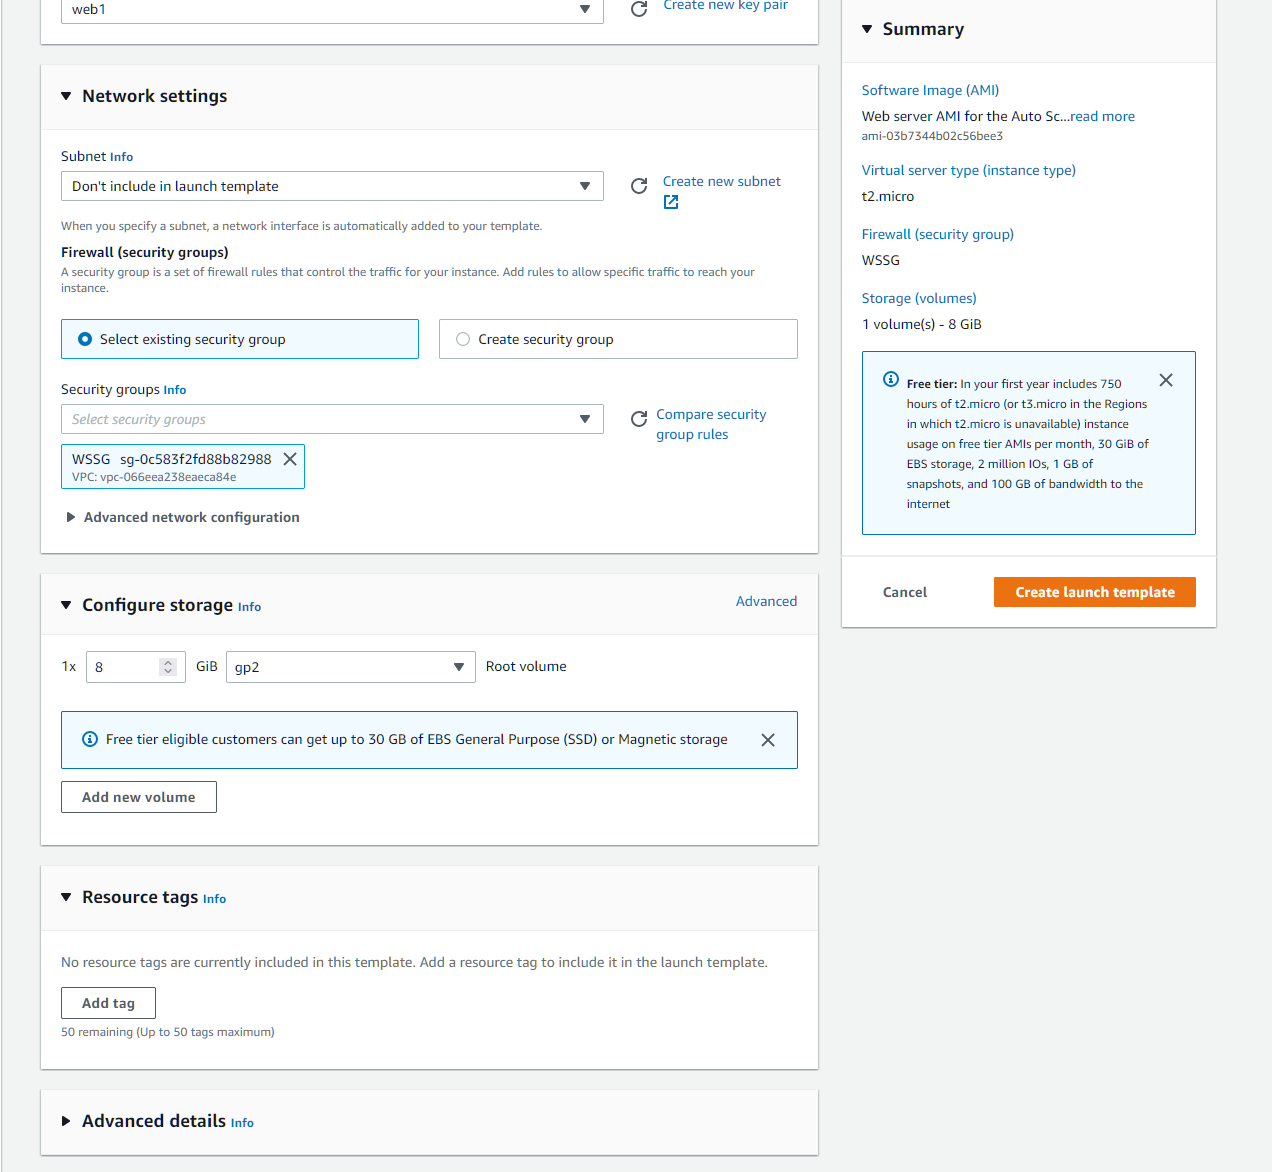 web1
Create new key pair
Network settings
Subnet Info
Don't include in launch template
Create new subnet
When you specify a subnet, a network interface is automatically added to your template.
Firewall (security groups)
A security group is a set of firewall rules that control the traffic for your instance. Add rules to allow specific traffic to reach your
instance.
Select existing security group
Create security group
Security groups Info
Select security groups
Compare security
group rules
WSSG sg-0c583f2fd88b82988
VPC: vpc-066eea238eaeca84e
Advanced network configuration
Configure storage Info
Advanced
1x 8 GiB gp2 Root volume
Free tier eligible customers can get up to 30 GB of EBS General Purpose (SSD) or Magnetic storage
Add new volume
Resource tags Info
No resource tags are currently included in this template. Add a resource tag to include it in the launch template.
Add tag
50 remaining (Up to 50 tags maximum)
Advanced details Info
Summary
Software Image (AMI)
Web server AMI for the Auto Sc...read more
ami-03b7344b02c56bee3
Virtual server type (instance type)
t2.micro
Firewall (security group)
WSSG
Storage (volumes)
1 volume(s) - 8 GiB
Free tier: In your first year includes 750
hours of t2.micro (or t3.micro in the Regions
in which t2.micro is unavailable) instance
usage on free tier AMIs per month, 30 GiB of
EBS storage, 2 million IOs, 1 GB of
snapshots, and 100 GB of bandwidth to the
internet
Cancel
Create launch template